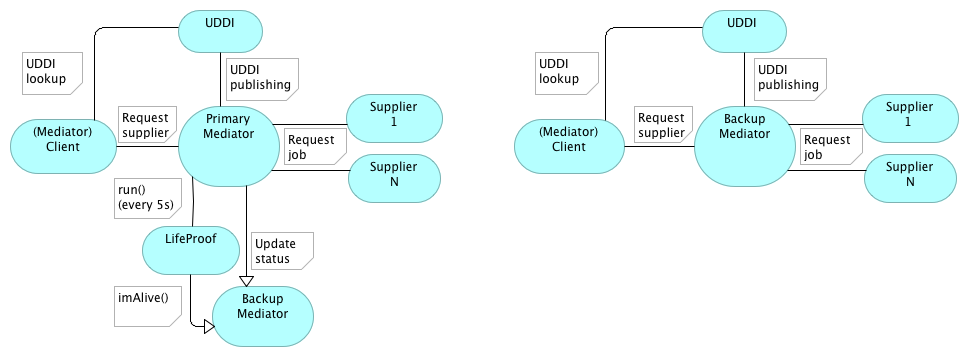 UDDI
UDDI
lookup
UDDI
publishing
Request
supplier
Primary
Mediator
Supplier
1
(Mediator)
Client
Request
job
Supplier
N
run()
(every 5s)
LifeProof
Update
status
imAlive()
Backup
Mediator
UDDI
UDDI
lookup
UDDI
publishing
Request
supplier
Backup
Mediator
Supplier
1
(Mediator)
Client
Request
job
Supplier
N